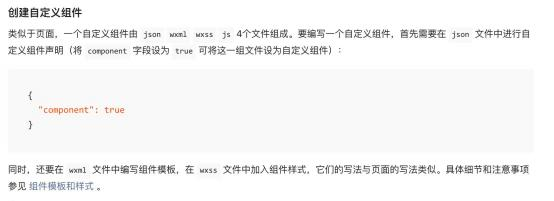 创建自定义组件
类似于页面，一个自定义组件由 json wxml wxss js 4个文件组成。要编写一个自定义组件，首先需要在 json 文件中进行自
定义组件声明（将 component 字段设为 true 可将这一组文件设为自定义组件）：
{
  "component": true
}
同时，还要在 wxml 文件中编写组件模板，在 wxss 文件中加入组件样式，它们的写法与页面的写法类似。具体细节和注意事项
参见 组件模板和样式 。